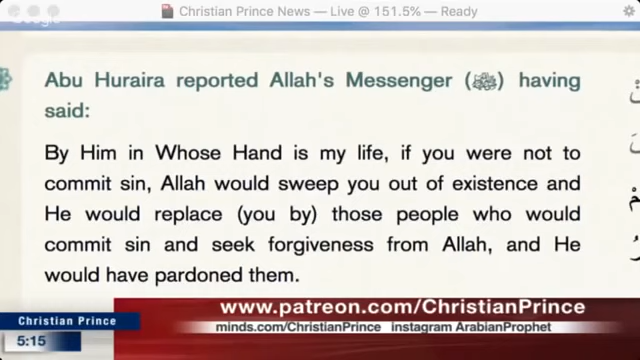 Christian Prince News — Live @ 151.5% — Ready
Google
Abu Huraira reported Allah's Messenger (ﷺ) having
said:
By Him in Whose Hand is my life, if you were not to
commit sin, Allah would sweep you out of existence and
He would replace (you by) those people who would
commit sin and seek forgiveness from Allah, and He
would have pardoned them.
www.patreon.com/ChristianPrince
Christian Prince
minds.com/ChristianPrince instagram ArabianProphet
5:15